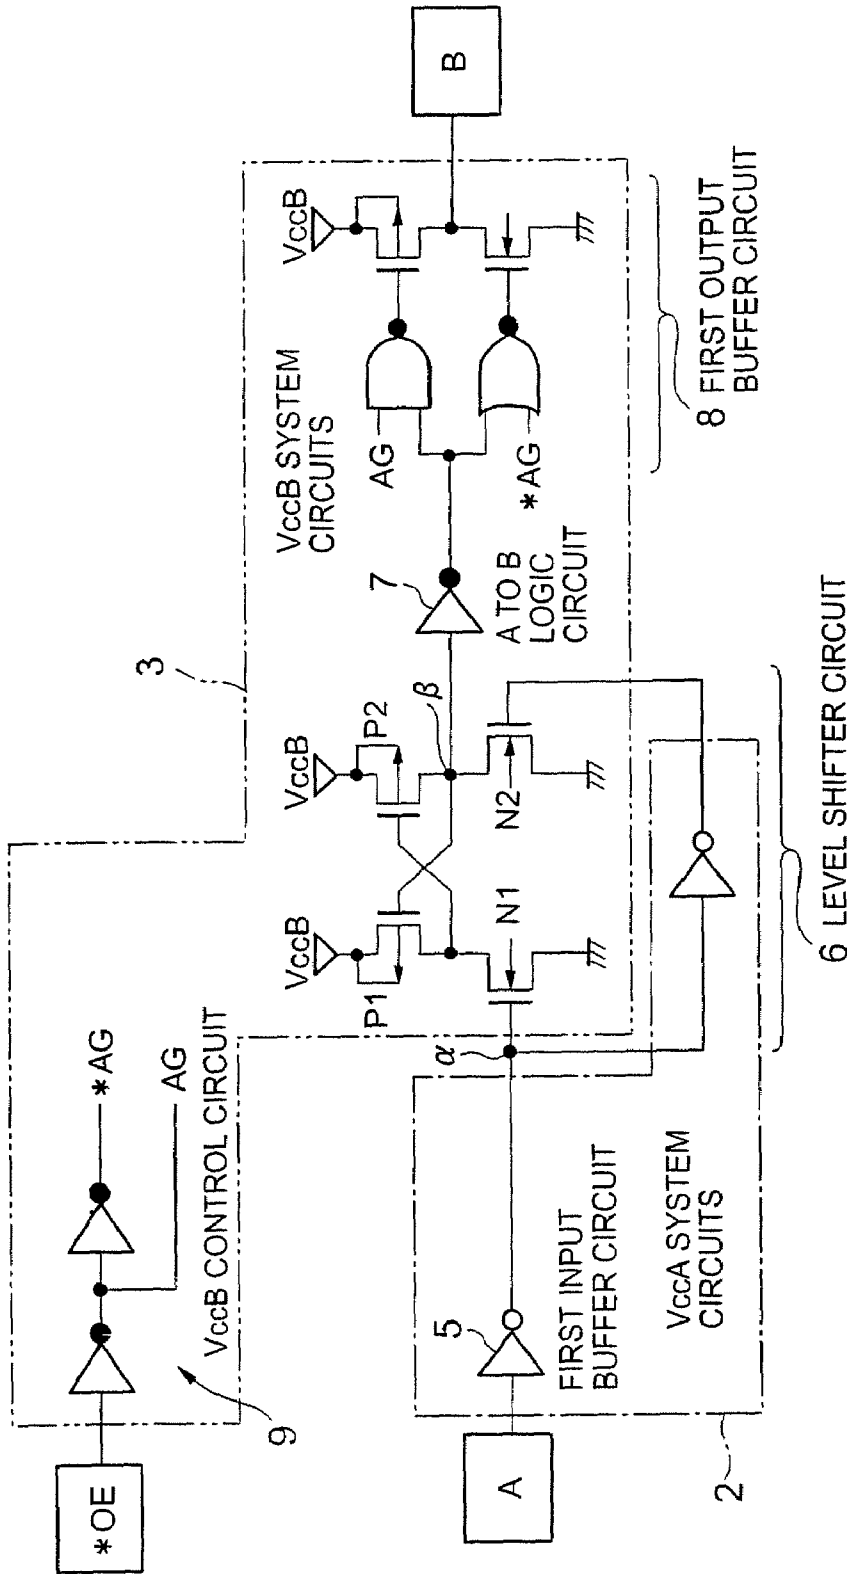 *OE
9
*AG
AG
VccB CONTROL CIRCUIT
3
A
5
FIRST INPUT
BUFFER CIRCUIT
VccA SYSTEM
CIRCUITS
2
α
VccB
P1
N1
VccB
P2
N2
β
6 LEVEL SHIFTER CIRCUIT
7
A TO B
LOGIC
CIRCUIT
VccB SYSTEM
CIRCUITS
AG
*AG
VccB
8 FIRST OUTPUT
BUFFER CIRCUIT
B